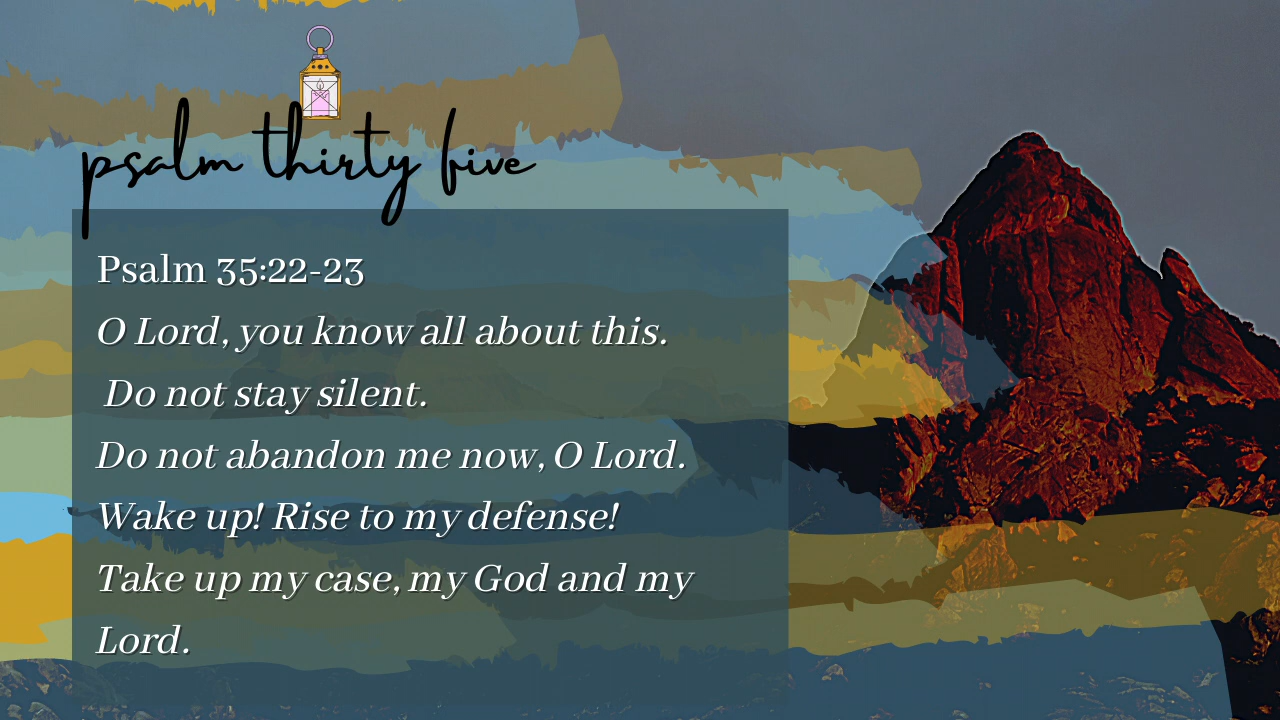 psalm thirty five
Psalm 35:22-23
O Lord, you know all about this.
Do not stay silent.
Do not abandon me now, O Lord.
Wake up! Rise to my defense!
Take up my case, my God and my
Lord.